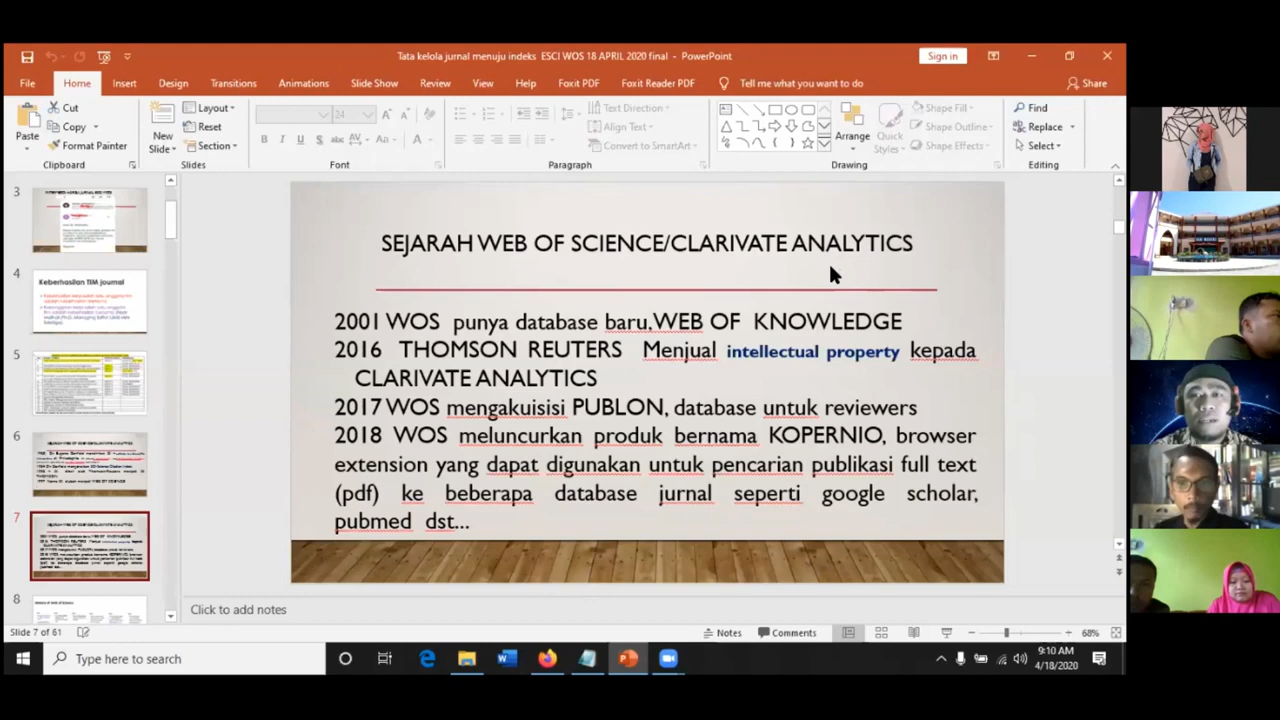 Tata kelola jurnal menuju indeks ESCI WOS 18 APRIL 2020 final - PowerPoint
Sign in
File Home Insert Design Transitions Animations Slide Show Review View Help Foxit PDF Foxit Reader PDF Tell me what you want to do Share
Paste
Cut
Copy
Format Painter
Clipboard
New Slide
Layout
Reset
Section
Slides
24
Font
Text Direction
Align Text
Convert to SmartArt
Paragraph
Arrange
Quick Styles
Shape Fill
Shape Outline
Shape Effects
Drawing
Find
Replace
Select
Editing
3
4
Keberhasilan TIM journal
5
6
7
8
SEJARAH WEB OF SCIENCE/CLARIVATE ANALYTICS
2001 WOS punya database baru,WEB OF KNOWLEDGE
2016 THOMSON REUTERS Menjual intellectual property kepada
CLARIVATE ANALYTICS
2017 WOS mengakuisisi PUBLON, database untuk reviewers
2018 WOS meluncurkan produk bernama KOPERNIO, browser
extension yang dapat digunakan untuk pencarian publikasi full text
(pdf) ke beberapa database jurnal seperti google scholar,
pubmed dst...
Click to add notes
Slide 7 of 61
Notes Comments 68%
Type here to search
9:10 AM
4/18/2020